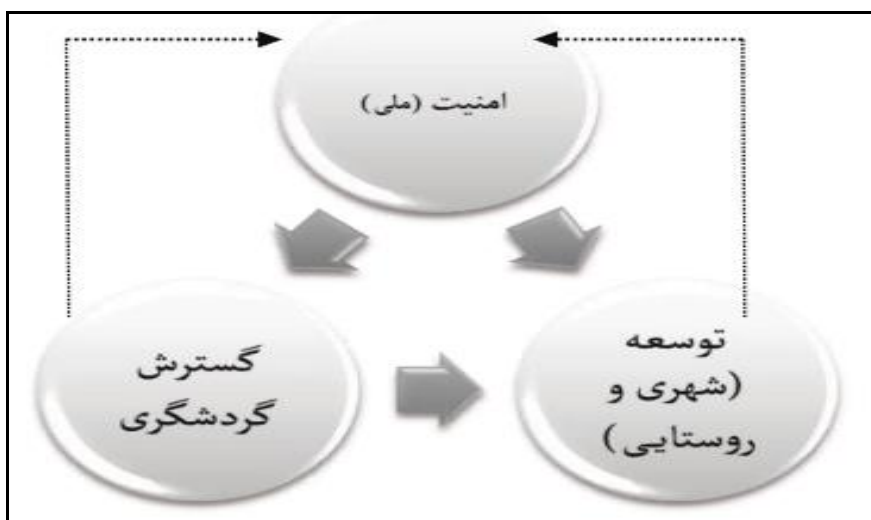 امنیت (ملی)
توسعه
(شهری و
روستایی)
گسترش
گردشگری